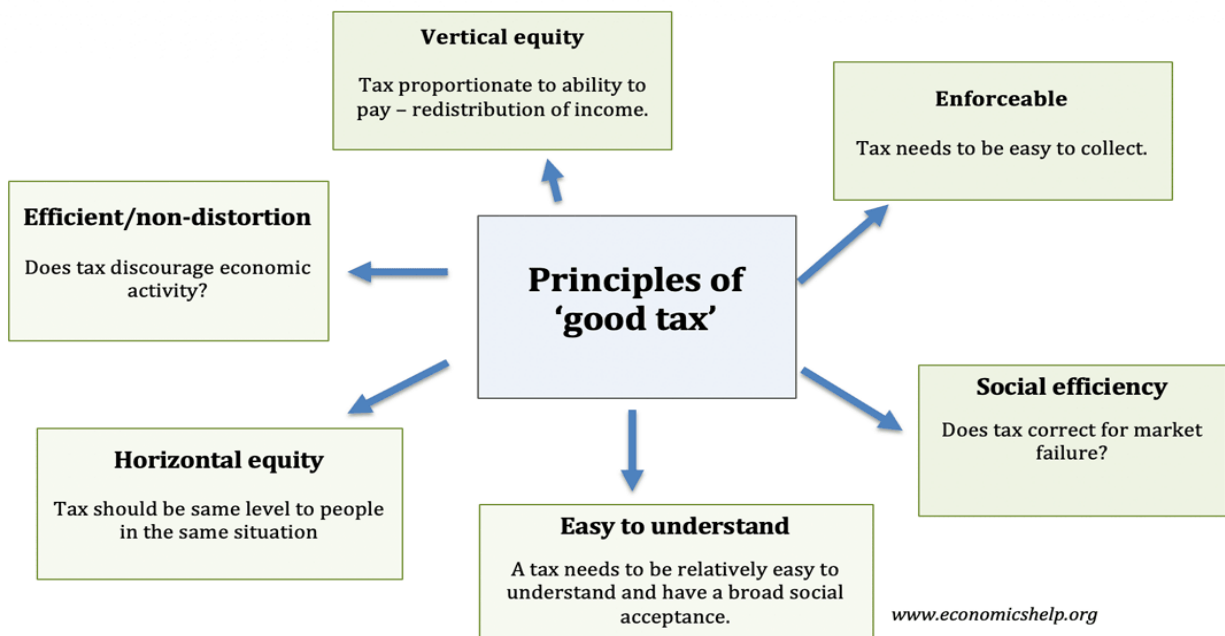 Vertical equity
Tax proportionate to ability to
pay – redistribution of income.
Enforceable
Tax needs to be easy to collect.
Efficient/non-distortion
Does tax discourage economic
activity?
Principles of
‘good tax’
Social efficiency
Does tax correct for market
failure?
Horizontal equity
Tax should be same level to people
in the same situation
Easy to understand
A tax needs to be relatively easy to
understand and have a broad social
acceptance.
www.economicshelp.org